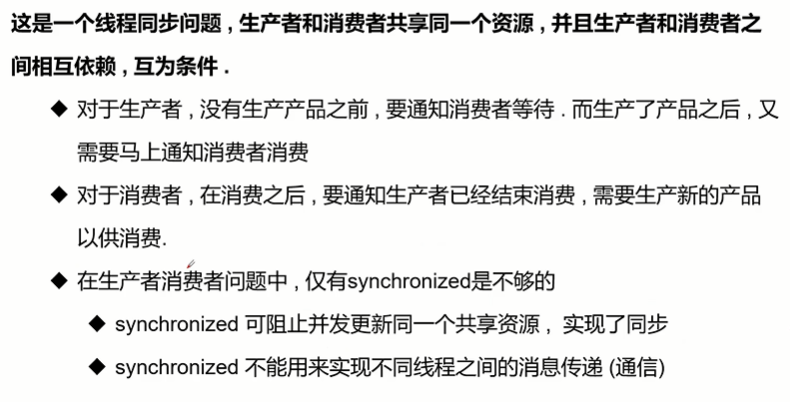 这是一个线程同步问题 , 生产者和消费者共享同一个资源 , 并且生产者和消费者之
间相互依赖 , 互为条件 .
◆ 对于生产者 , 没有生产产品之前 , 要通知消费者等待 . 而生产了产品之后 , 又
需要马上通知消费者消费
◆ 对于消费者 , 在消费之后 , 要通知生产者已经结束消费 , 需要生产新的产品
以供消费.
◆ 在生产者消费者问题中 , 仅有synchronized是不够的
◆ synchronized 可阻止并发更新同一个共享资源 , 实现了同步
◆ synchronized 不能用来实现不同线程之间的消息传递 (通信)